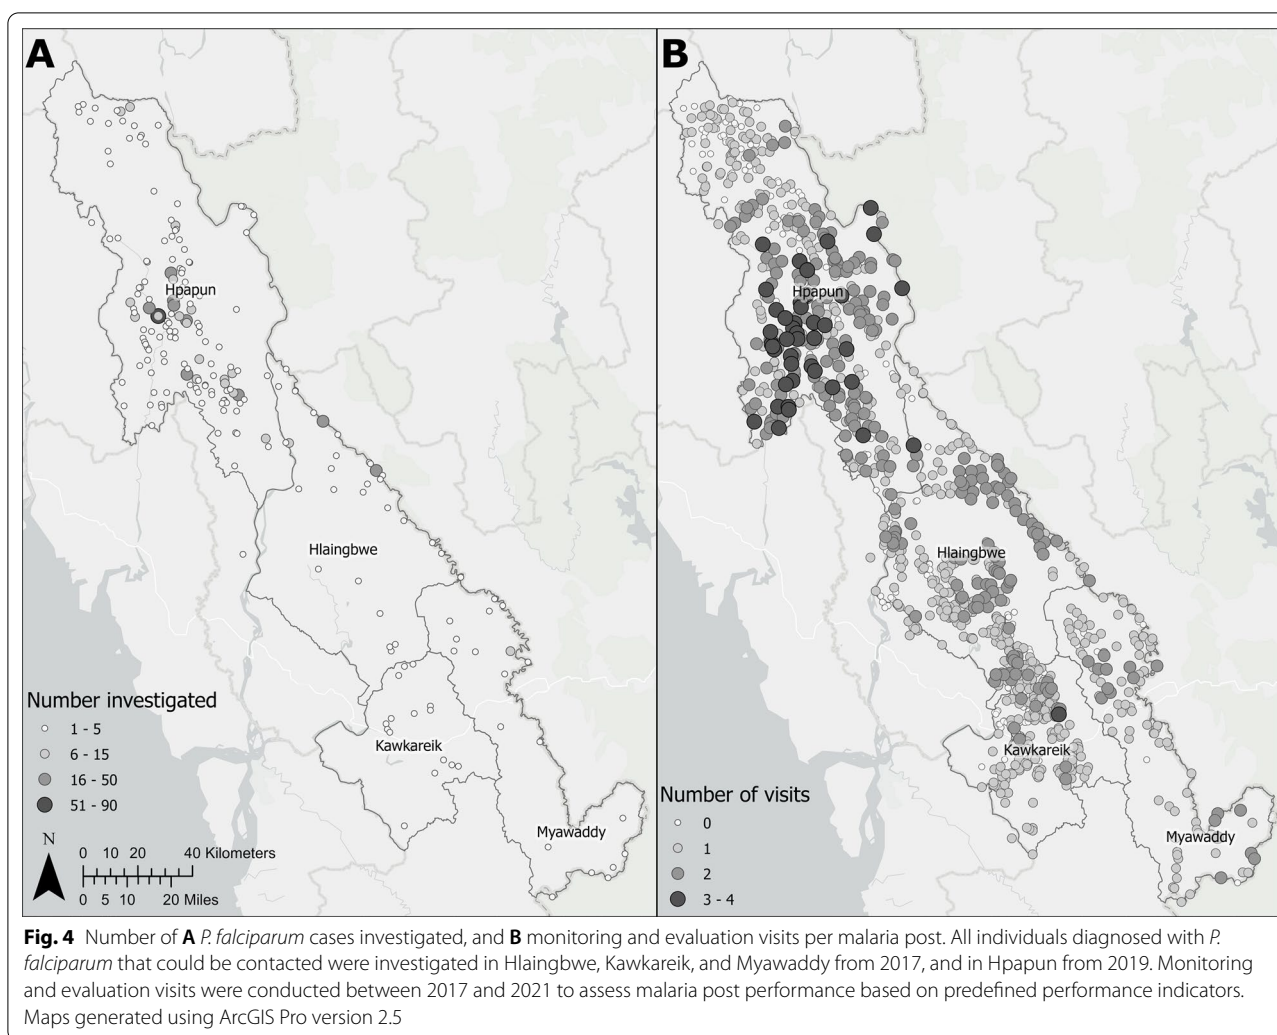 A
Hpapun
Hlaingbwe
Kawkareik
Myawaddy
Number investigated
1 - 5
6 - 15
16 - 50
51 - 90
N
0 10 20 40 Kilometers
0 5 10 20 Miles
B
Hpapun
Hlaingbwe
Kawkareik
Myawaddy
Number of visits
0
1
2
3 - 4
Fig. 4 Number of A P. falciparum cases investigated, and B monitoring and evaluation visits per malaria post. All individuals diagnosed with P.
falciparum that could be contacted were investigated in Hlaingbwe, Kawkareik, and Myawaddy from 2017, and in Hpapun from 2019. Monitoring
and evaluation visits were conducted between 2017 and 2021 to assess malaria post performance based on predefined performance indicators.
Maps generated using ArcGIS Pro version 2.5